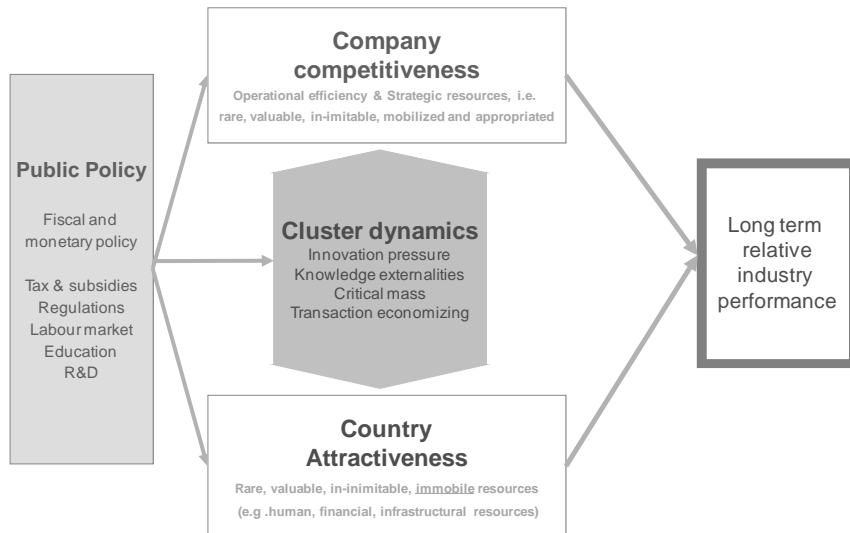 Company
competitiveness
Operational efficiency & Strategic resources, i.e.
rare, valuable, in-imitable, mobilized and appropriated
Public Policy
Fiscal and
monetary policy
Tax & subsidies
Regulations
Labour market
Education
R&D
Cluster dynamics
Innovation pressure
Knowledge externalities
Critical mass
Transaction economizing
Country
Attractiveness
Rare, valuable, in-inimitable, immobile resources
(e.g .human, financial, infrastructural resources)
Long term
relative
industry
performance